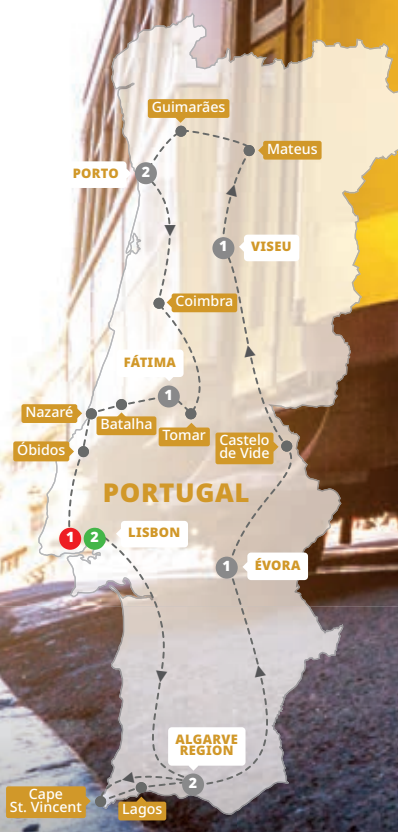 Guimarães
Mateus
PORTO
2
1
VISEU
Coimbra
FÁTIMA
1
Nazaré
Batalha
Tomar
Castelo
de Vide
Óbidos
PORTUGAL
1
2
LISBON
1
ÉVORA
ALGARVE
REGION
2
Cape
St. Vincent
Lagos